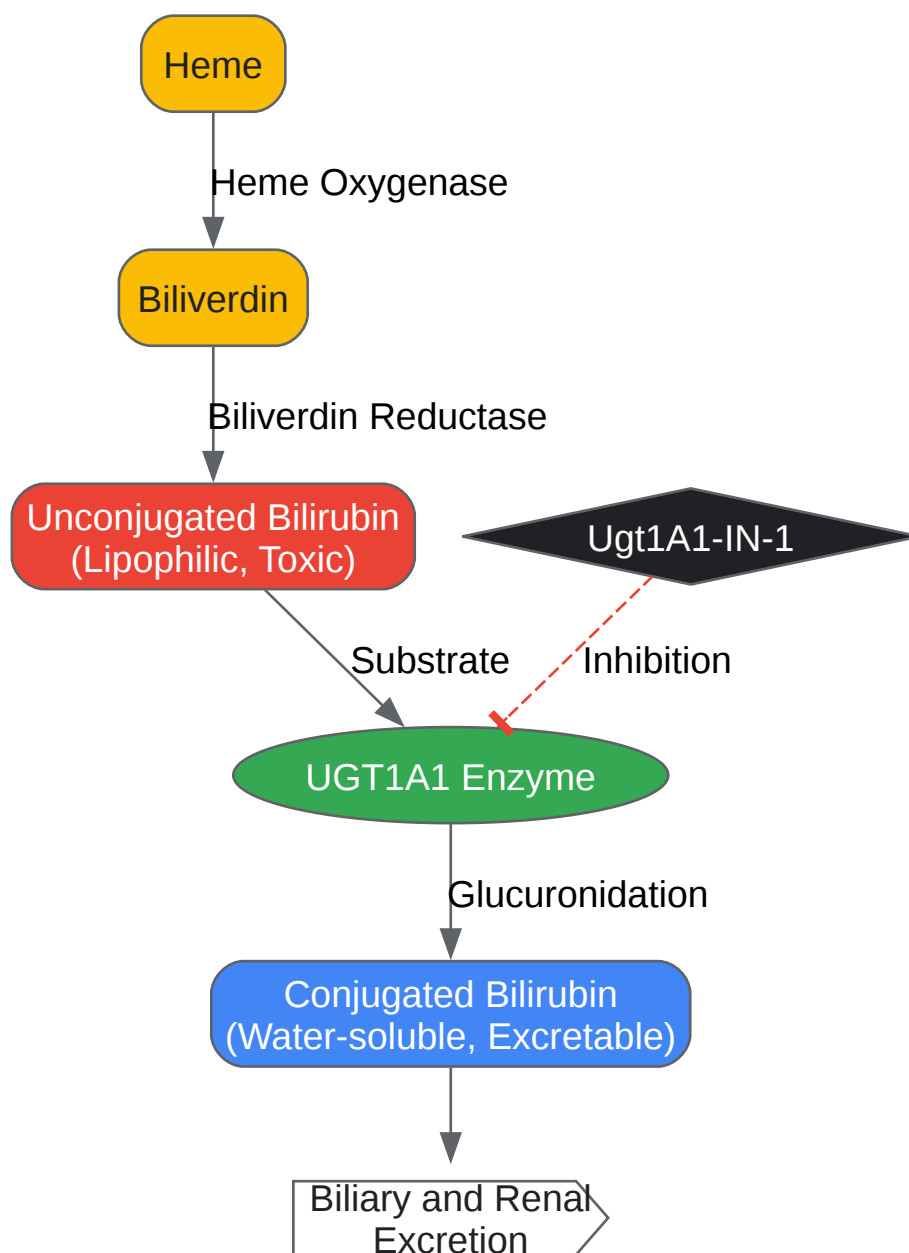 Heme
Heme Oxygenase
Biliverdin
Biliverdin Reductase
Unconjugated Bilirubin
(Lipophilic, Toxic)
Ugt1A1-IN-1
Substrate
Inhibition
UGT1A1 Enzyme
Glucuronidation
Conjugated Bilirubin
(Water-soluble, Excretable)
Biliary and Renal
Excretion